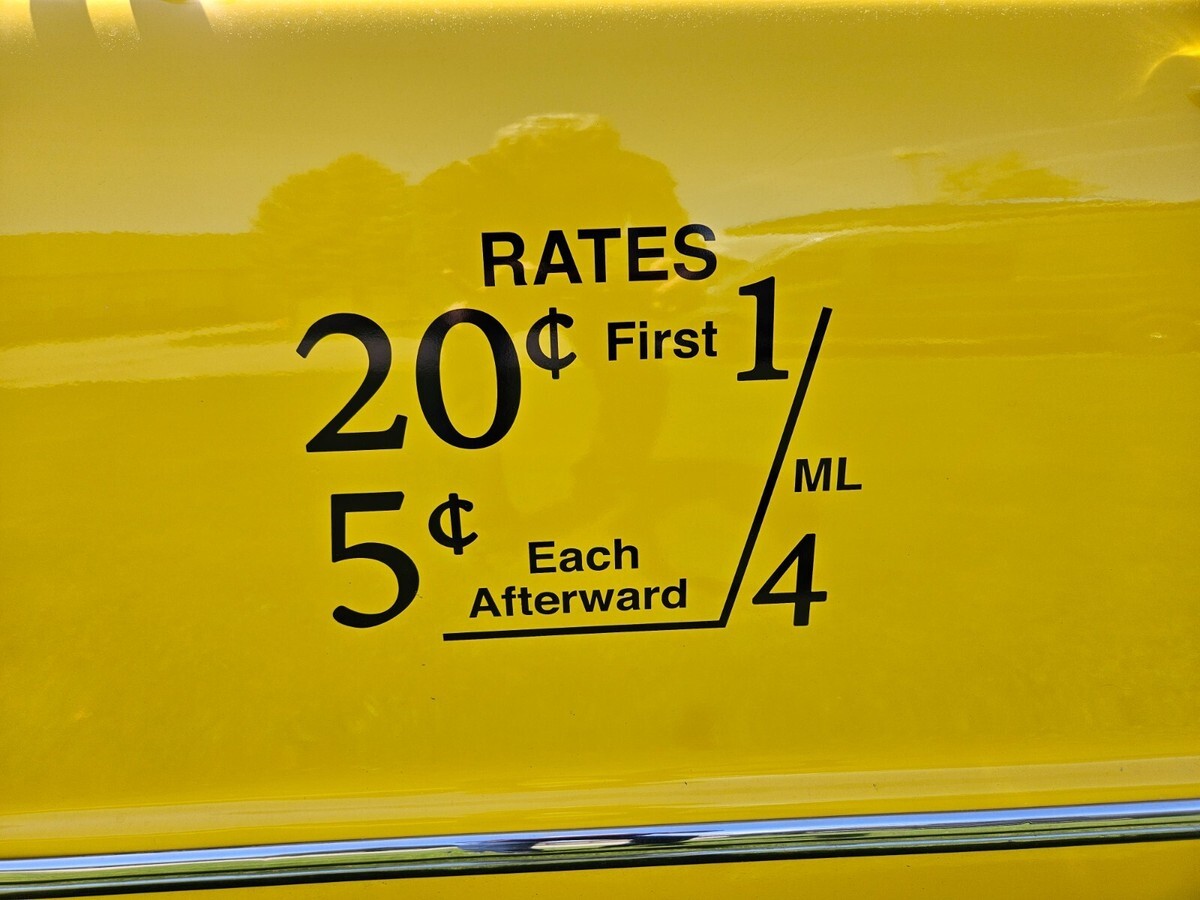 RATES
20¢ First 1/4 ML
5¢ Each
Afterward